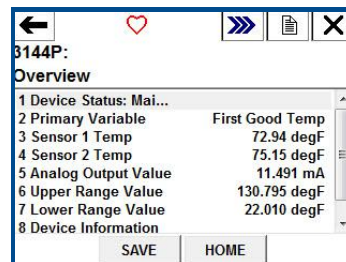 3144P:
Overview
1 Device Status: Mai...
2 Primary Variable First Good Temp
3 Sensor 1 Temp 72.94 degF
4 Sensor 2 Temp 75.15 degF
5 Analog Output Value 11.491 mA
6 Upper Range Value 130.795 degF
7 Lower Range Value 22.010 degF
8 Device Information
SAVE HOME